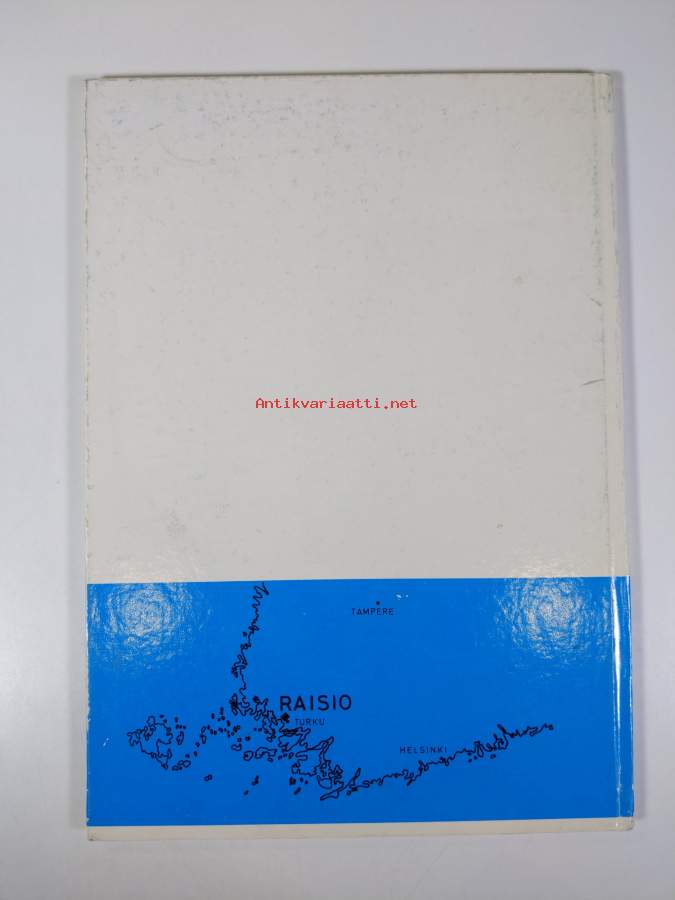 Antikvariaatti.net
TAMPERE
RAISIO
TURKU
HELSINKI